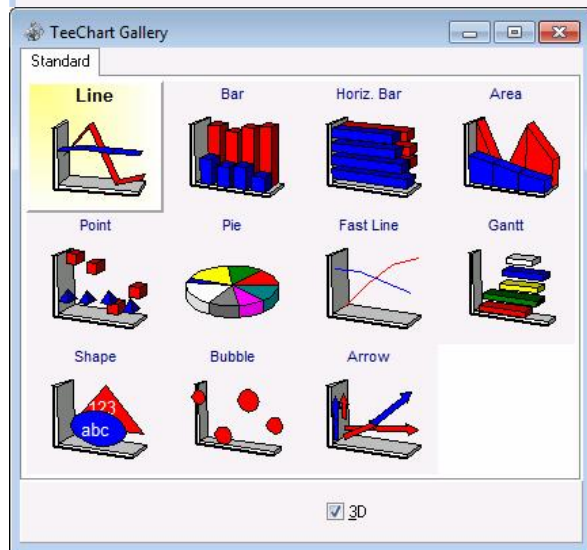 TeeChart Gallery
Standard
Line Bar Horiz. Bar Area
Point Pie Fast Line Gantt
Shape Bubble Arrow
123
abc
3D